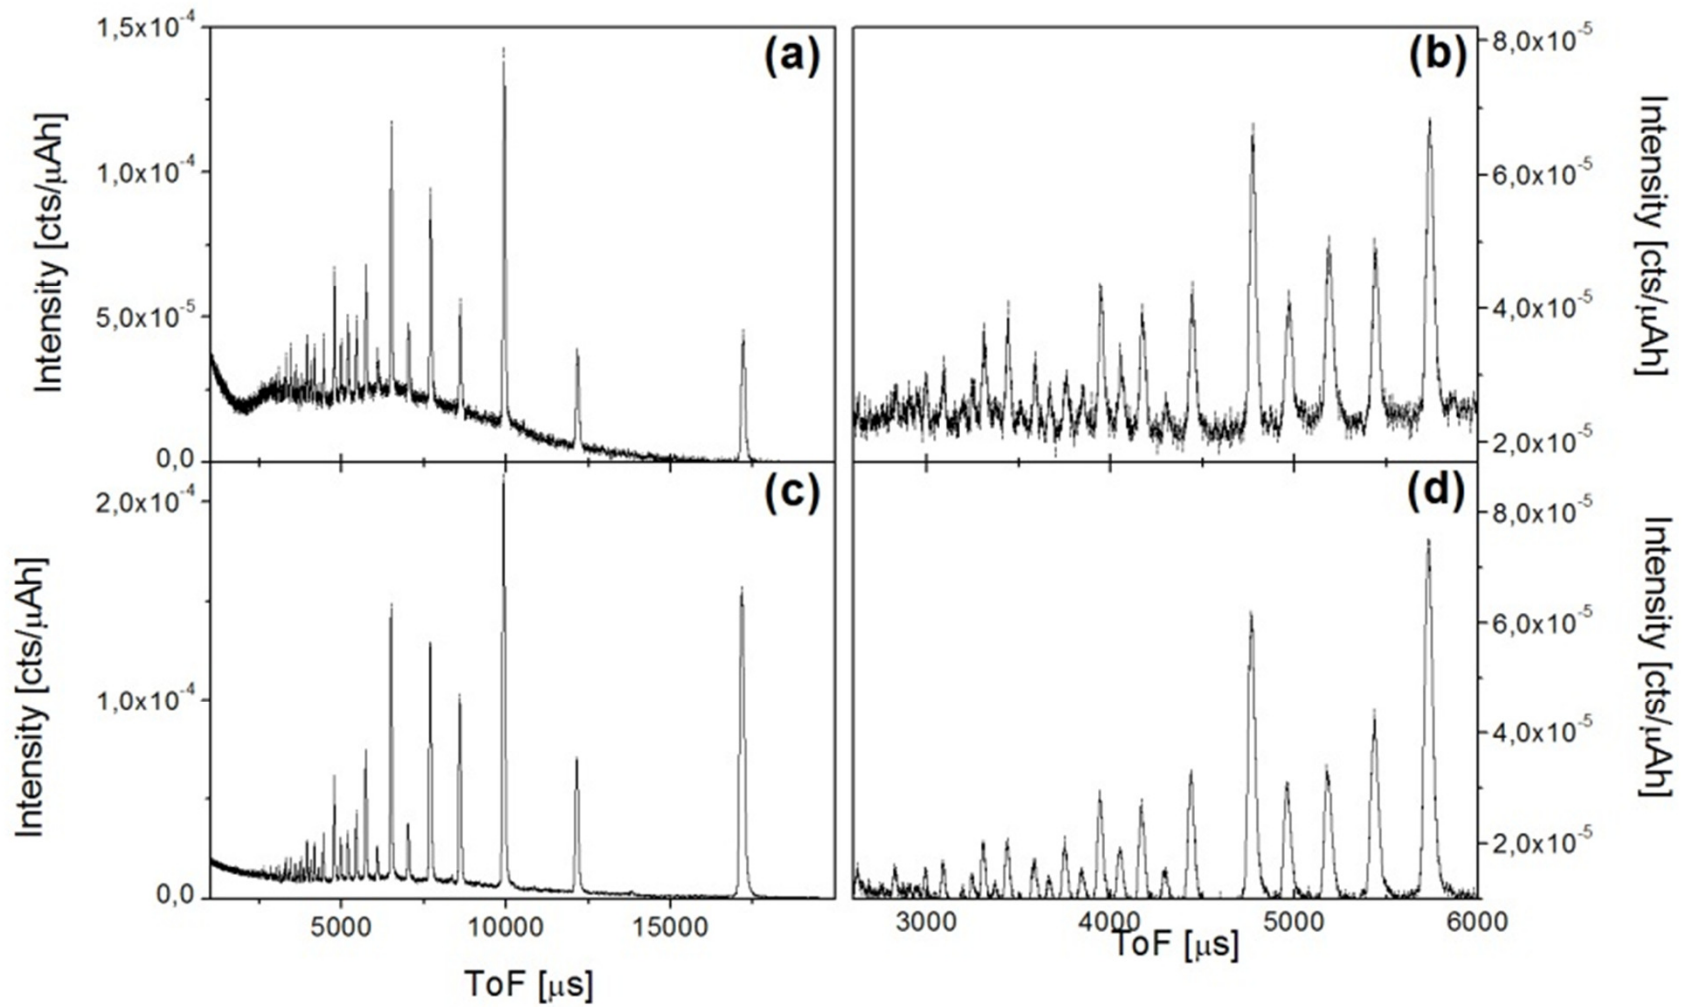 1,5x10-4
(a)
(b)
8,0x10-5
Intensity [cts/μAh]
1,0x10-4
6,0x10-5
Intensity [cts/μAh]
5,0x10-5
4,0x10-5
0,0
2,0x10-5
2,0x10-4
(c)
(d)
8,0x10-5
Intensity [cts/μAh]
6,0x10-5
Intensity [cts/μAh]
1,0x10-4
4,0x10-5
2,0x10-5
0,0
5000 10000 15000
3000 4000 5000 6000
ToF [μs]
ToF [μs]